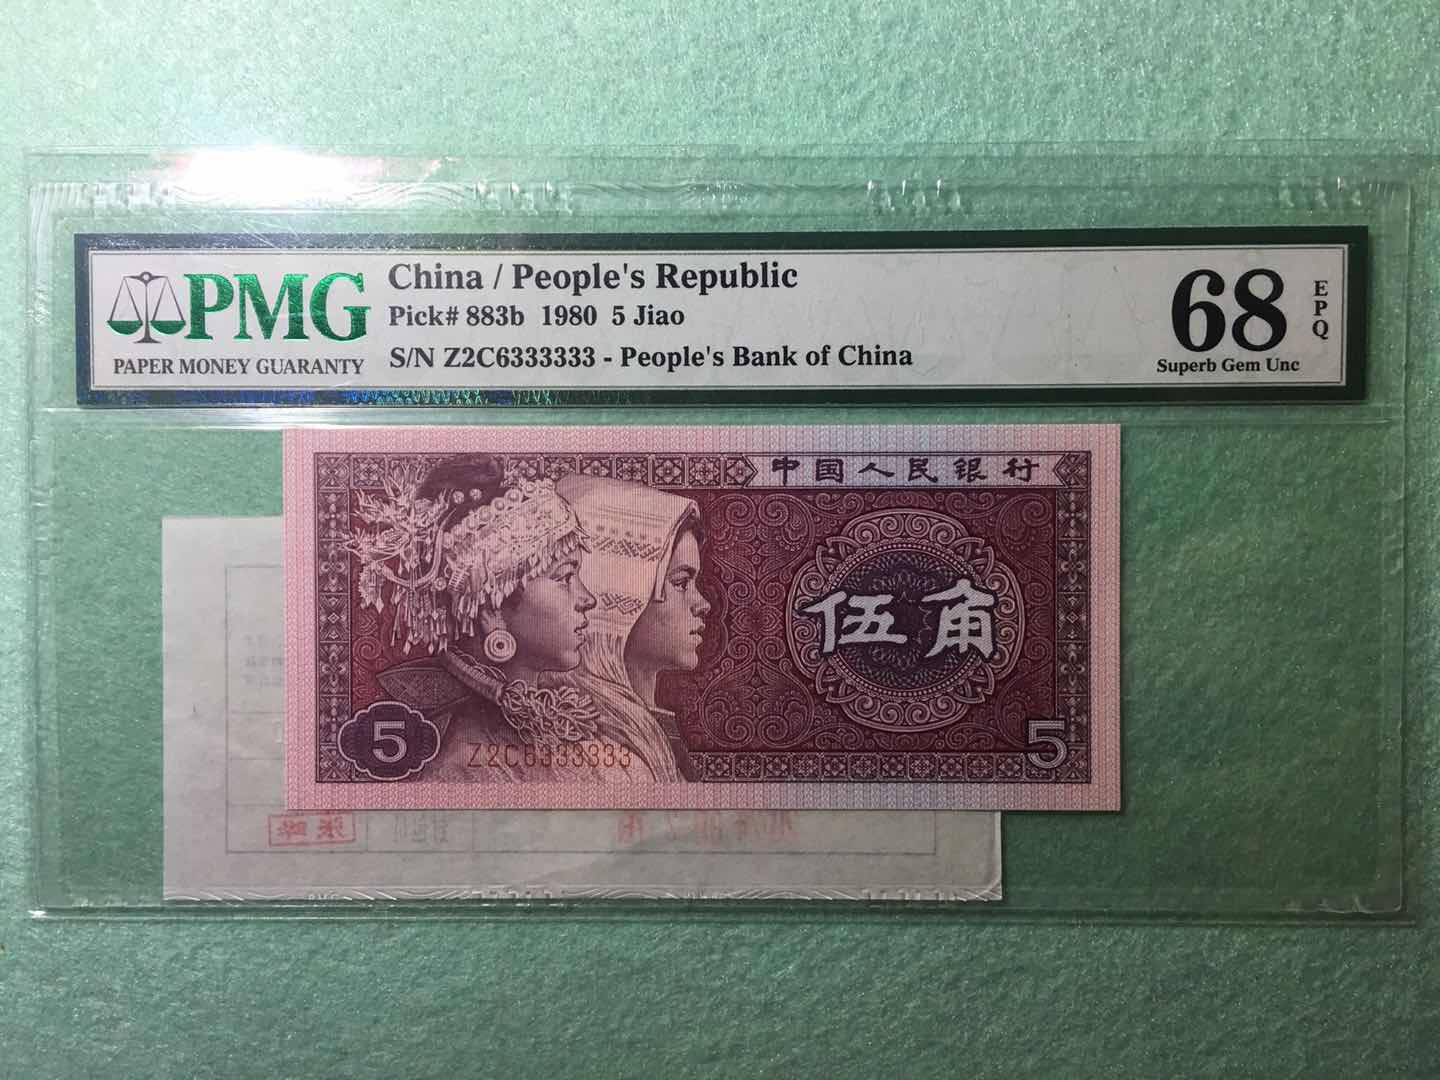 PMG
PAPER MONEY GUARANTY
China / People's Republic
Pick# 883b 1980 5 Jiao
S/N Z2C6333333 - People's Bank of China
68
EPQ
Superb Gem Unc
中国人民银行
伍角
5
Z2C6333333
5